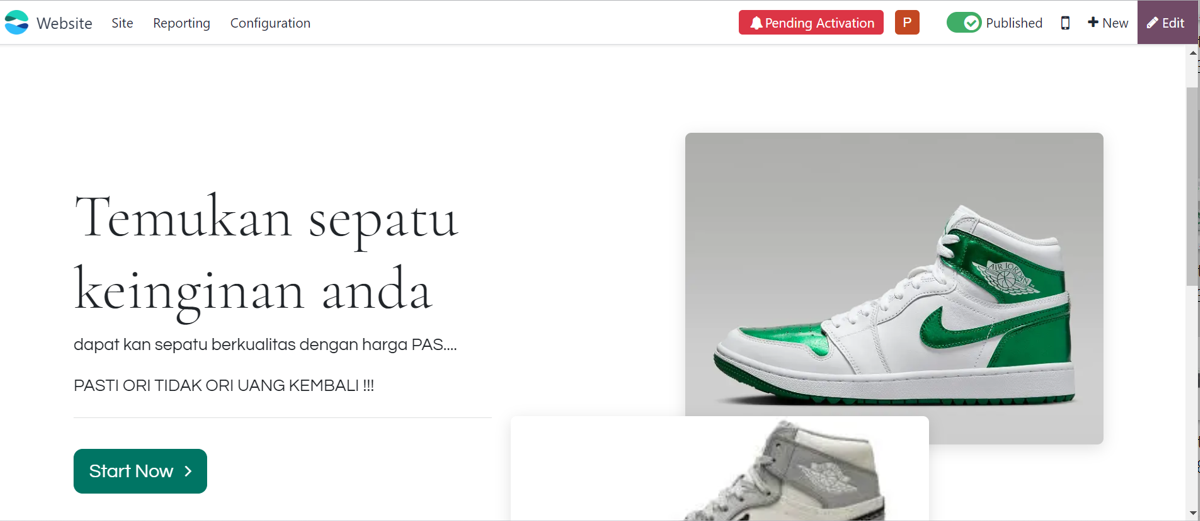 Website Site Reporting Configuration Pending Activation P Published New Edit
Temukan sepatu
keinginan anda
dapat kan sepatu berkualitas dengan harga PAS....
PASTI ORI TIDAK ORI UANG KEMBALI !!!
Start Now